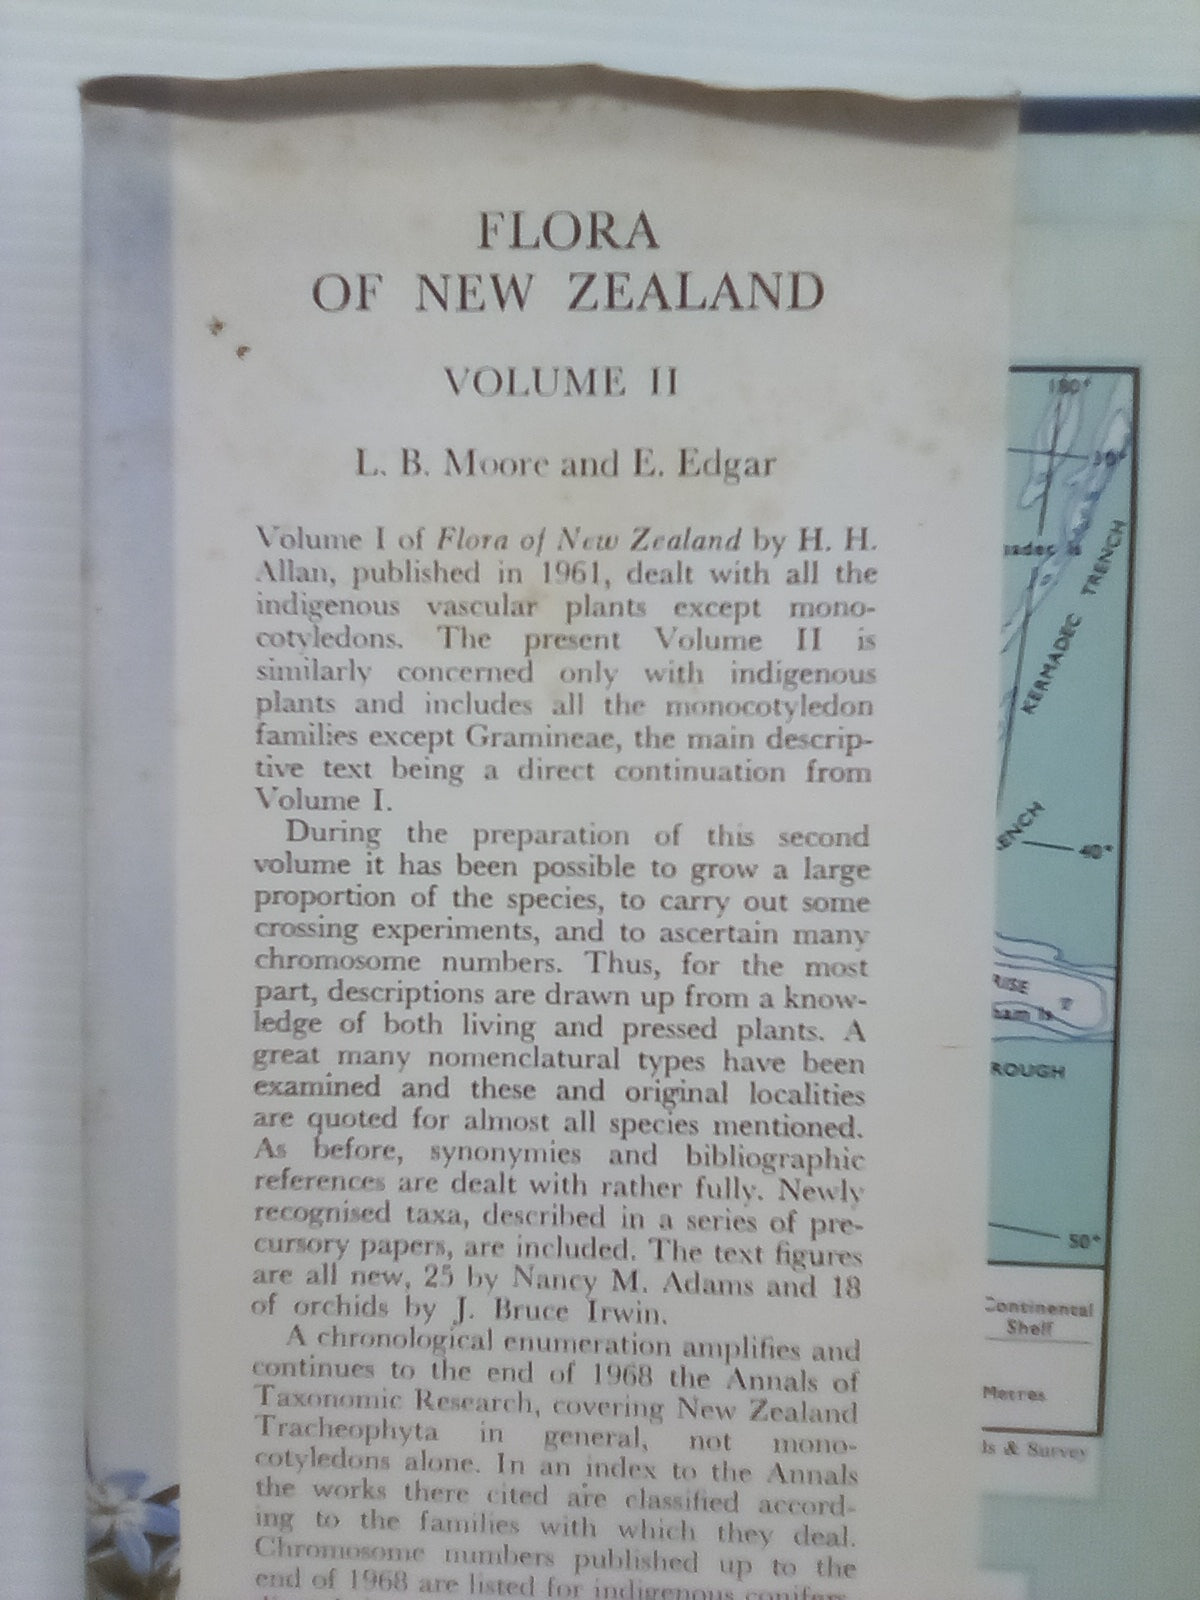 FLORA
OF NEW ZEALAND
VOLUME II
L. B. Moore and E. Edgar
Volume I of Flora of New Zealand by H. H.
Allan, published in 1961, dealt with all the
indigenous vascular plants except mono-
cotyledons. The present Volume II is
similarly concerned only with indigenous
plants and includes all the monocotyledon
families except Gramineae, the main descrip-
tive text being a direct continuation from
Volume I.
During the preparation of this second
volume it has been possible to grow a large
proportion of the species, to carry out some
crossing experiments, and to ascertain many
chromosome numbers. Thus, for the most
part, descriptions are drawn up from a know-
ledge of both living and pressed plants. A
great many nomenclatural types have been
examined and these and original localities
are quoted for almost all species mentioned.
As before, synonymies and bibliographic
references are dealt with rather fully. Newly
recognised taxa, described in a series of pre-
cursory papers, are included. The text figures
are all new, 25 by Nancy M. Adams and 18
of orchids by J. Bruce Irwin.
A chronological enumeration amplifies and
continues to the end of 1968 the Annals of
Taxonomic Research, covering New Zealand
Tracheophyta in general, not mono-
cotyledons alone. In an index to the Annals
the works there cited are classified accord-
ing to the families with which they deal.
Chromosome numbers published up to the
end of 1968 are listed for indigenous conifers,
180°
30°
KERMADEC TRENCH
ENCH
40°
RISE
ham Is
ROUGH
50°
Continental
Shelf
Metres
ls & Survey